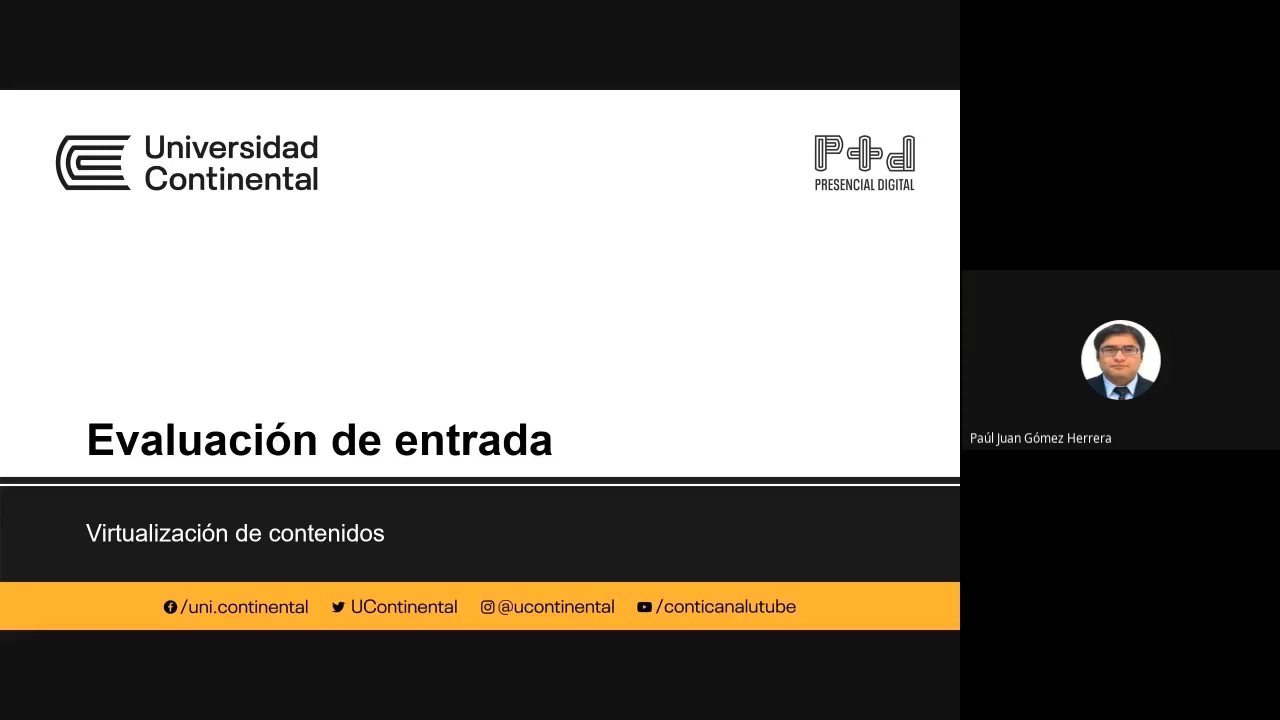 Universidad
Continental
P+d
PRESENCIAL DIGITAL
Evaluación de entrada
Paúl Juan Gómez Herrera
Virtualización de contenidos
/uni.continental UContinental @ucontinental /conticanalutube